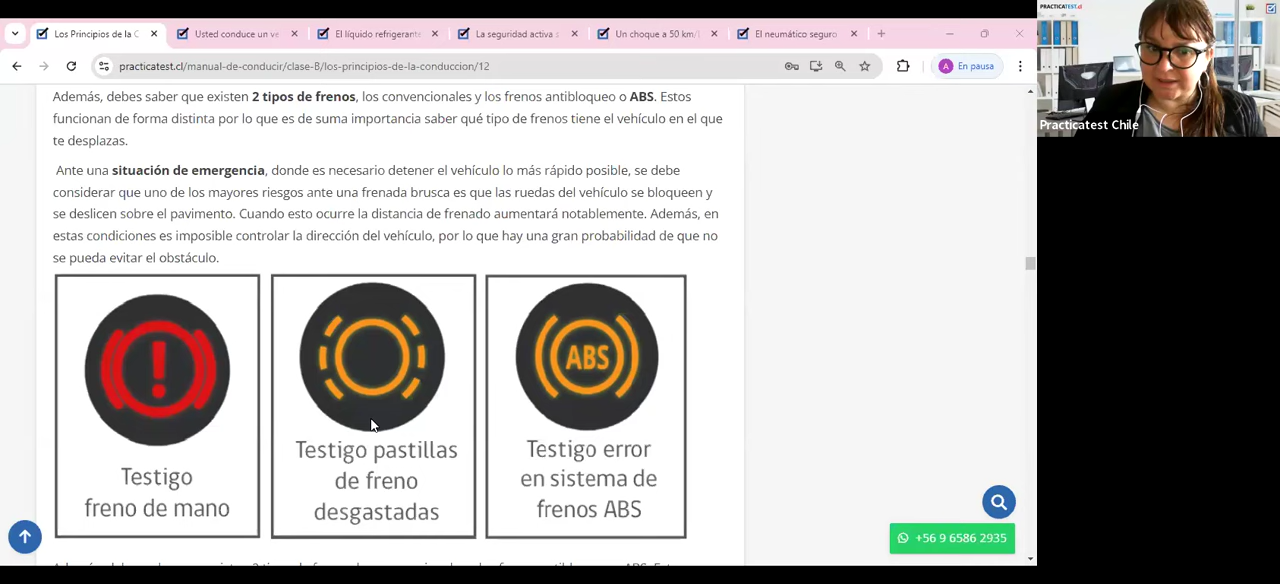 PRACTICATEST.cl
Los Principios de la C
Usted conduce un ve
El líquido refrigerante
La seguridad activa s
Un choque a 50 km/
El neumático seguro
practicatest.cl/manual-de-conducir/clase-B/los-principios-de-la-conduccion/12
A
En pausa
Practicatest Chile
Además, debes saber que existen 2 tipos de frenos, los convencionales y los frenos antibloqueo o ABS. Estos
funcionan de forma distinta por lo que es de suma importancia saber qué tipo de frenos tiene el vehículo en el que
te desplazas.
Ante una situación de emergencia, donde es necesario detener el vehículo lo más rápido posible, se debe
considerar que uno de los mayores riesgos ante una frenada brusca es que las ruedas del vehículo se bloqueen y
se deslicen sobre el pavimento. Cuando esto ocurre la distancia de frenado aumentará notablemente. Además, en
estas condiciones es imposible controlar la dirección del vehículo, por lo que hay una gran probabilidad de que no
se pueda evitar el obstáculo.
!
ABS
Testigo
freno de mano
Testigo pastillas
de freno
desgastadas
Testigo error
en sistema de
frenos ABS
+56 9 6586 2935